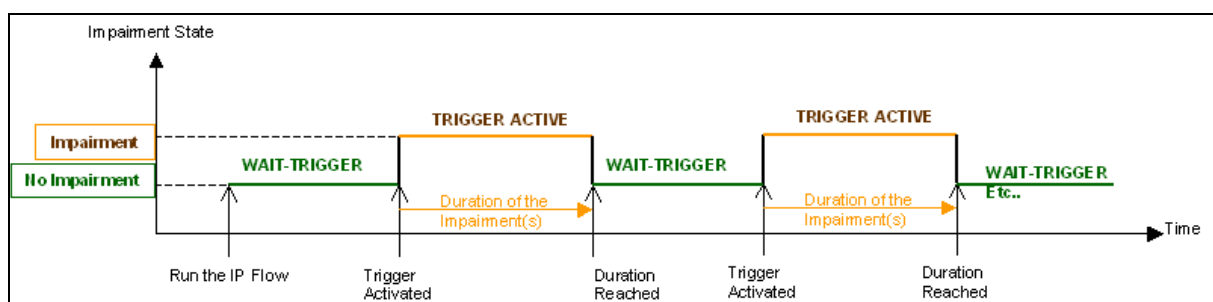 Impairment State
TRIGGER ACTIVE
TRIGGER ACTIVE
Impairment
WAIT-TRIGGER
WAIT-TRIGGER
WAIT-TRIGGER
Etc..
No Impairment
Duration of the
Impairment(s)
Duration of the
Impairment(s)
Time
Run the IP Flow
Trigger
Activated
Duration
Reached
Trigger
Activated
Duration
Reached